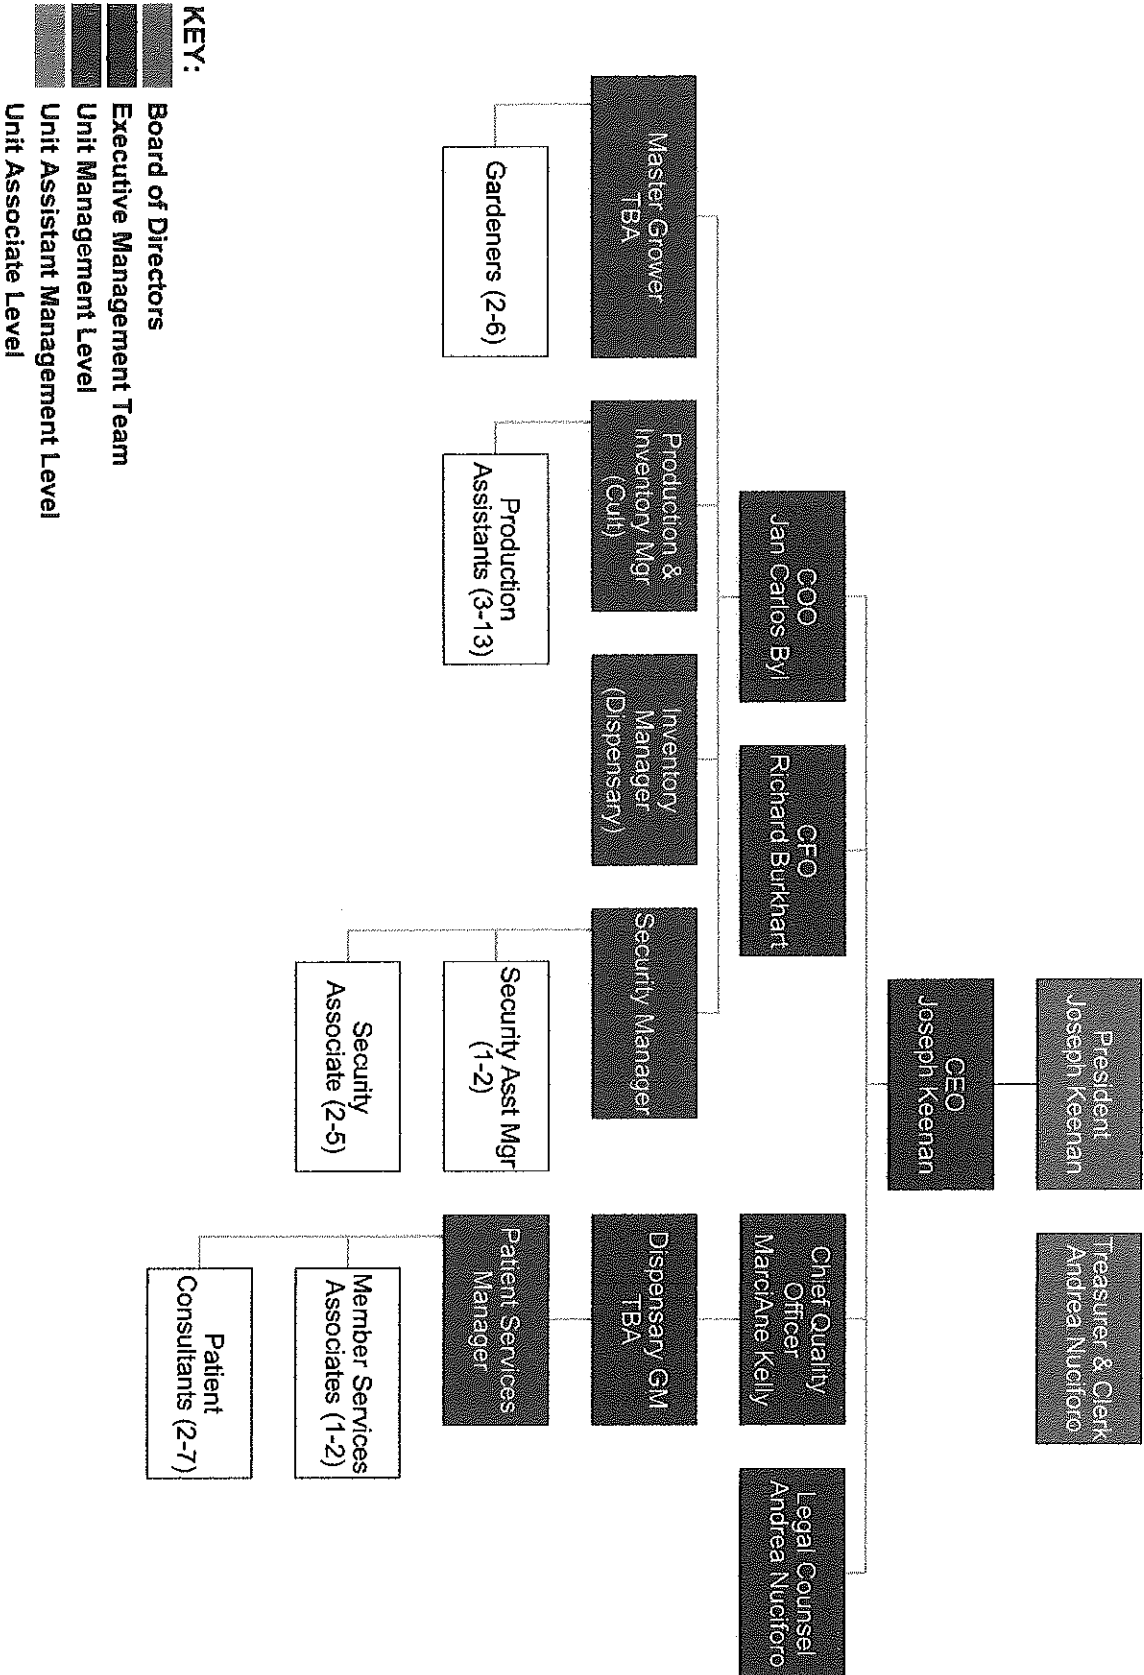 President
Joseph Keenan
Treasurer & Clerk
Andrea Nuciforo
CEO
Joseph Keenan
COO
Jan Carlos Byl
CFO
Richard Burkhart
Chief Quality
Officer
MarciAne Kelly
Legal Counsel
Andrea Nuciforo
Master Grower
TBA
Production &
Inventory Mgr
(Cult)
Inventory
Manager
(Dispensary)
Security Manager
Dispensary GM
TBA
Gardeners (2-6)
Production
Assistants (3-13)
Security Asst Mgr
(1-2)
Patient Services
Manager
Security
Associate (2-5)
Member Services
Associates (1-2)
Patient
Consultants (2-7)
KEY:
Board of Directors
Executive Management Team
Unit Management Level
Unit Assistant Management Level
Unit Associate Level